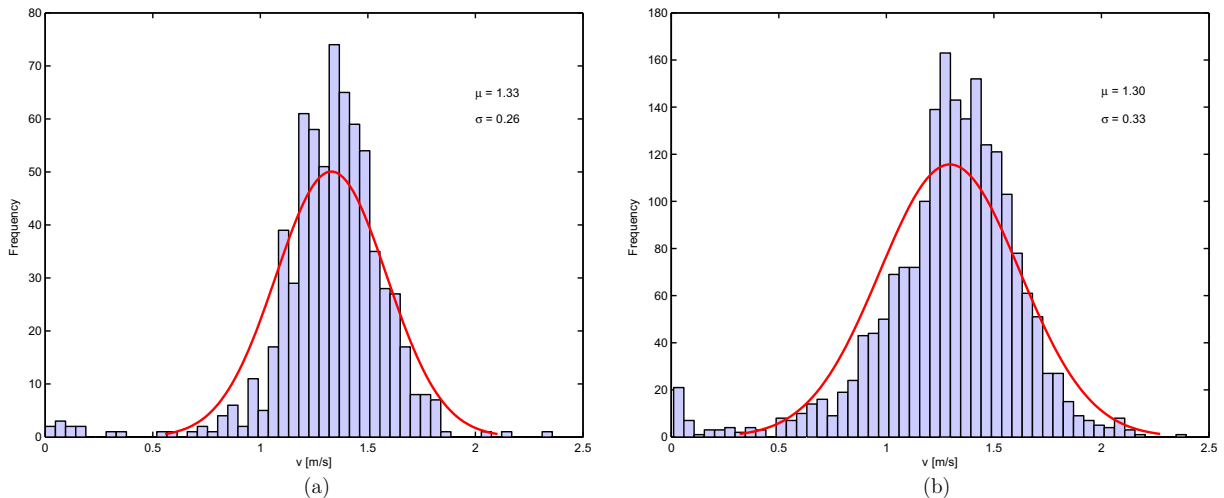 80
70
60
50
40
30
20
10
0
Frequency
μ = 1.33
σ = 0.26
0 0.5 1 1.5 2 2.5
v [m/s]
(a)
180
160
140
120
100
80
60
40
20
0
Frequency
μ = 1.30
σ = 0.33
0 0.5 1 1.5 2 2.5
v [m/s]
(b)